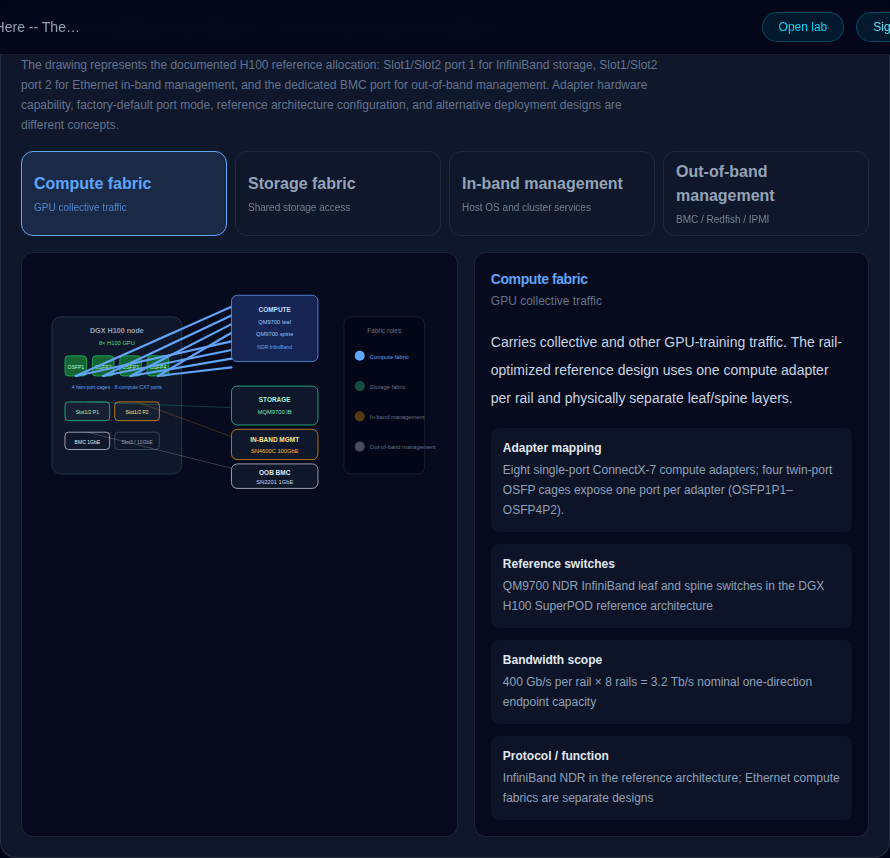 Here -- The…
Open lab
Sig
The drawing represents the documented H100 reference allocation: Slot1/Slot2 port 1 for InfiniBand storage, Slot1/Slot2
port 2 for Ethernet in-band management, and the dedicated BMC port for out-of-band management. Adapter hardware
capability, factory-default port mode, reference architecture configuration, and alternative deployment designs are
different concepts.
Compute fabric
GPU collective traffic
Storage fabric
Shared storage access
In-band management
Host OS and cluster services
Out-of-band
management
BMC / Redfish / IPMI
DGX H100 node
8× H100 GPU
OSFP1
4 twin-port cages · 8 compute CX7 ports
Slot1/2 P1
Slot1/2 P2
BMC 1GbE
COMPUTE
QM9700 leaf
QM9700 spine
NDR InfiniBand
STORAGE
MQM9700 IB
IN-BAND MGMT
SN4600C 100GbE
OOB BMC
SN2201 1GbE
Fabric roles
Compute fabric
Storage fabric
In-band management
Out-of-band management
Compute fabric
GPU collective traffic
Carries collective and other GPU-training traffic. The rail-
optimized reference design uses one compute adapter
per rail and physically separate leaf/spine layers.
Adapter mapping
Eight single-port ConnectX-7 compute adapters; four twin-port
OSFP cages expose one port per adapter (OSFP1P1–
OSFP4P2).
Reference switches
QM9700 NDR InfiniBand leaf and spine switches in the DGX
H100 SuperPOD reference architecture
Bandwidth scope
400 Gb/s per rail × 8 rails = 3.2 Tb/s nominal one-direction
endpoint capacity
Protocol / function
InfiniBand NDR in the reference architecture; Ethernet compute
fabrics are separate designs